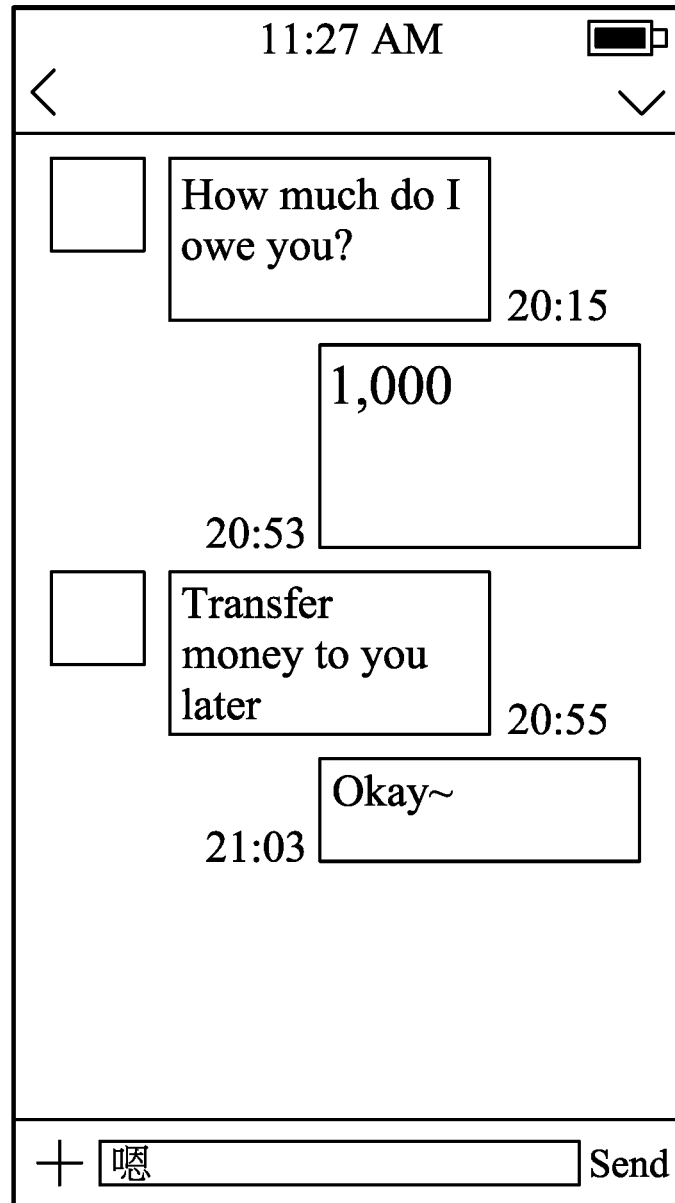 11:27 AM
How much do I
owe you?
20:15
1,000
20:53
Transfer
money to you
later
20:55
Okay~
21:03
嗯
Send